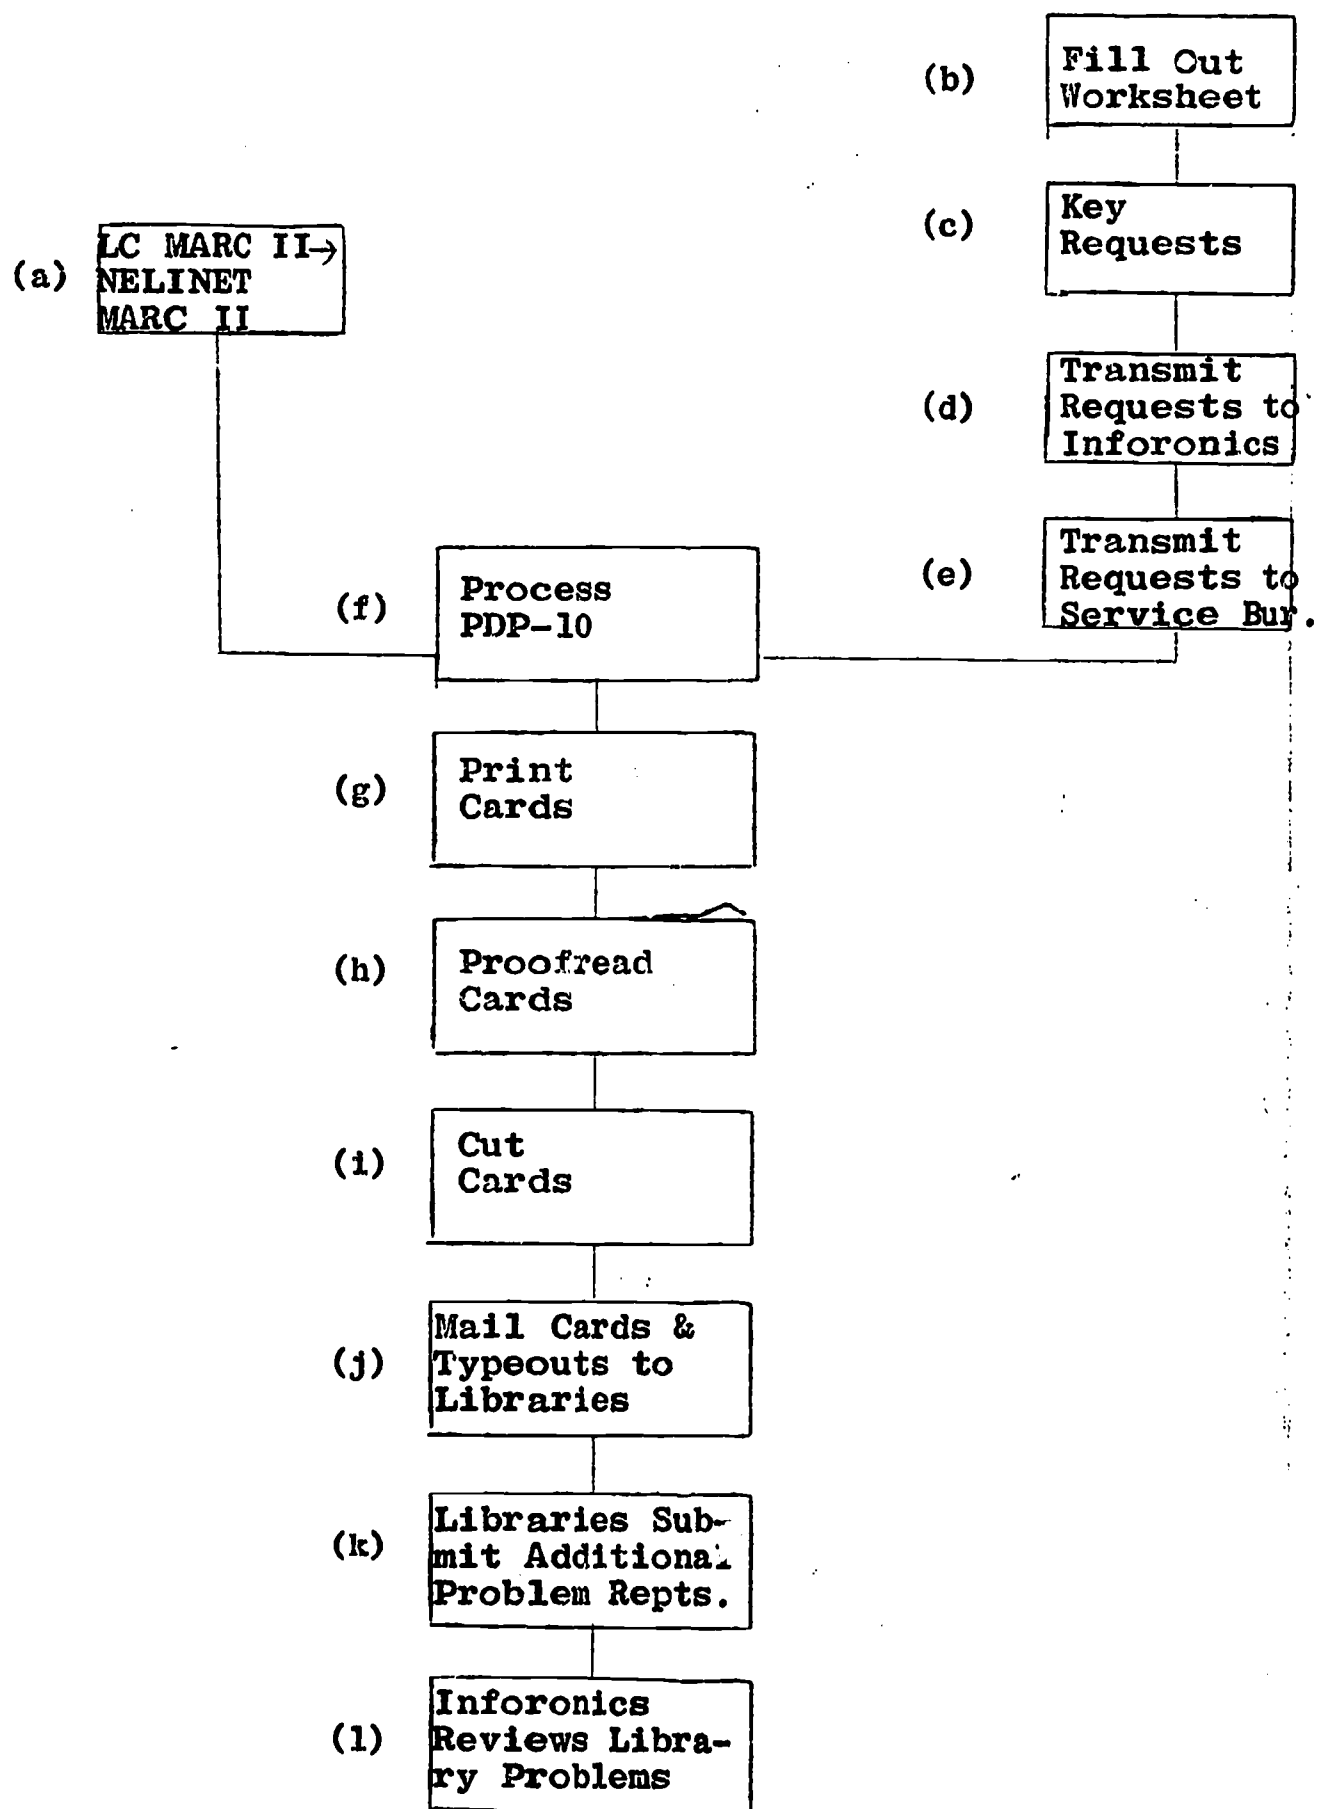 (a)
LC MARC II→
NELINET
MARC II
(b)
Fill Out
Worksheet
(c)
Key
Requests
(d)
Transmit
Requests to
Inforonics
(e)
Transmit
Requests to
Service Bur.
(f)
Process
PDP-10
(g)
Print
Cards
(h)
Proofread
Cards
(i)
Cut
Cards
(j)
Mail Cards &
Typeouts to
Libraries
(k)
Libraries Sub-
mit Additional
Problem Repts.
(l)
Inforonics
Reviews Libra-
ry Problems